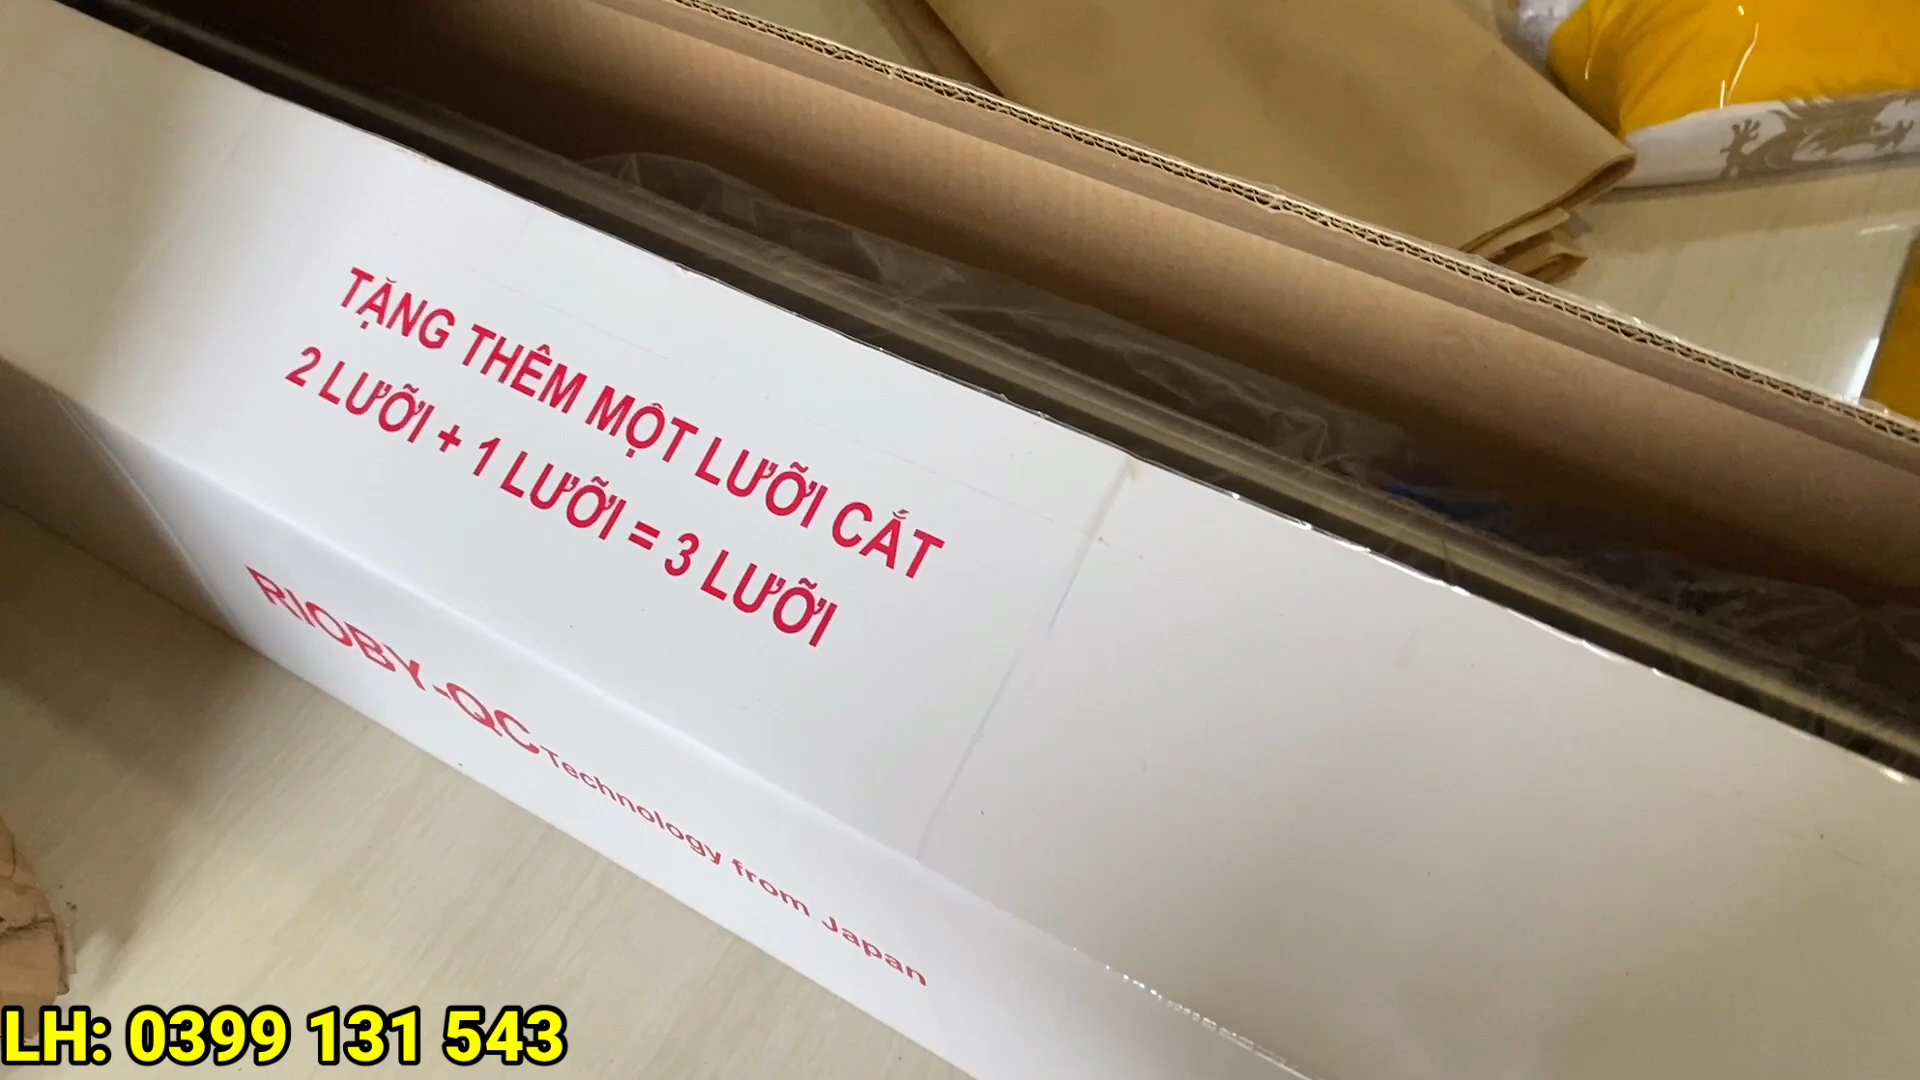 TẶNG THÊM MỘT LƯỠI CẮT
2 LƯỠI + 1 LƯỠI = 3 LƯỠI
RIOBY-QC Technology from Japan
LH: 0399 131 543